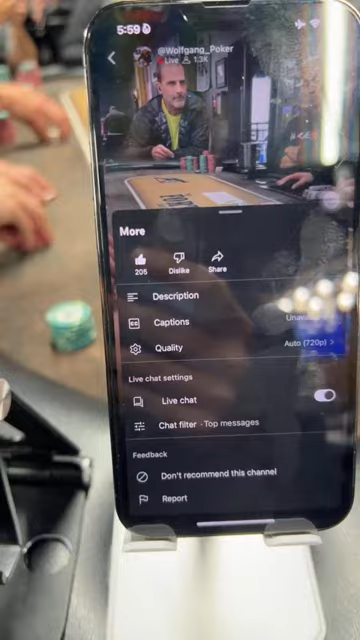 5:59
@Wolfgang_Poker
Live 1.3K
More
205
Dislike
Share
Description
CC
Captions
Quality
Auto (720p) >
Live chat settings
Live chat
Chat filter · Top messages
Feedback
Don't recommend this channel
Report